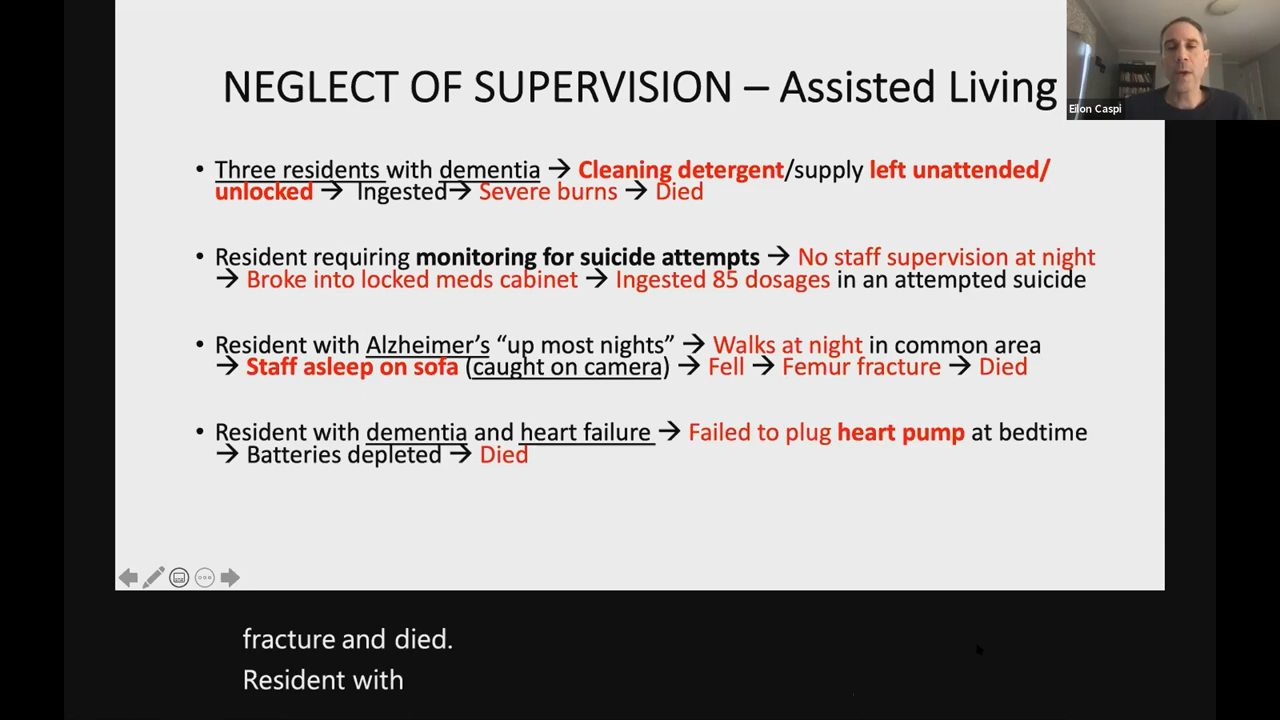 NEGLECT OF SUPERVISION – Assisted Living
Eilon Caspi
• Three residents with dementia → Cleaning detergent/supply left unattended/
unlocked → Ingested→ Severe burns → Died
• Resident requiring monitoring for suicide attempts → No staff supervision at night
→ Broke into locked meds cabinet → Ingested 85 dosages in an attempted suicide
• Resident with Alzheimer’s “up most nights” → Walks at night in common area
→ Staff asleep on sofa (caught on camera) → Fell → Femur fracture → Died
• Resident with dementia and heart failure → Failed to plug heart pump at bedtime
→ Batteries depleted → Died
fracture and died.
Resident with